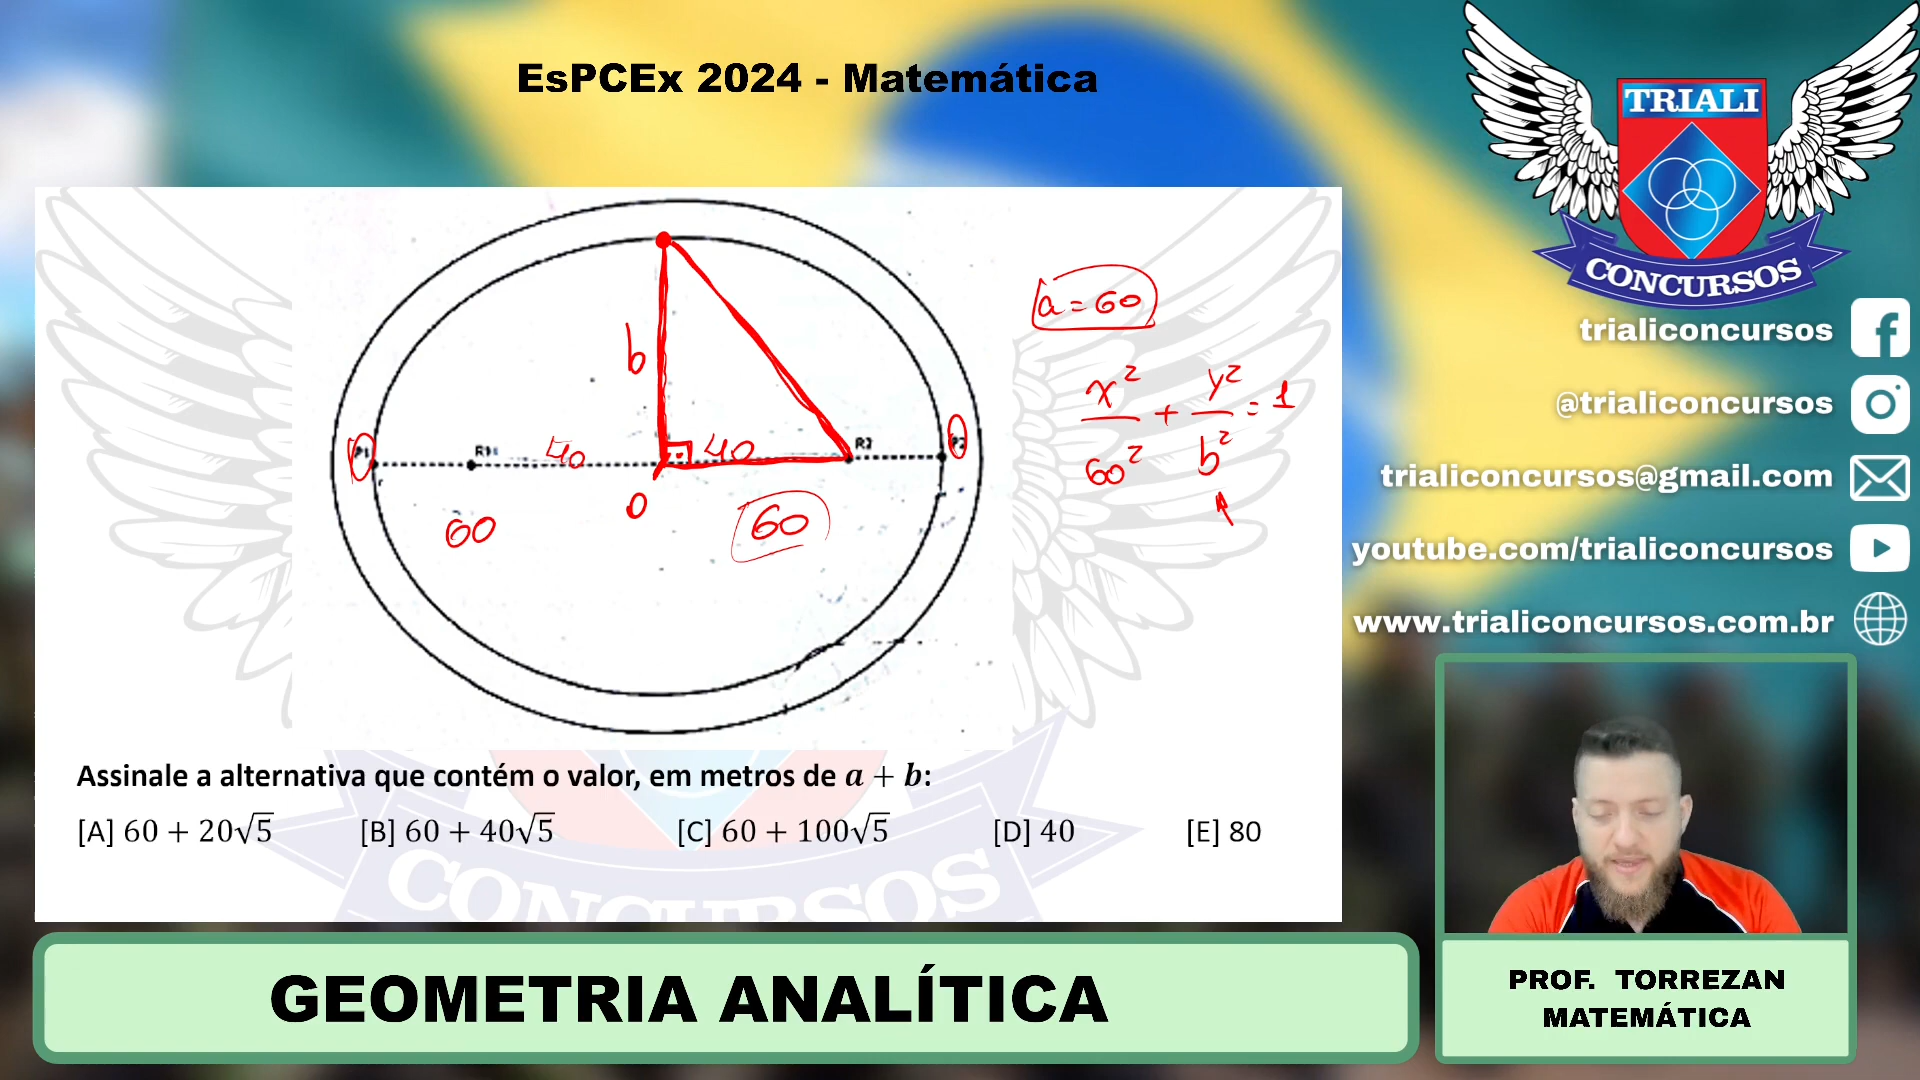 EsPCEx 2024 - Matemática
TRIALI
CONCURSOS
trialiconcursos
@trialiconcursos
trialiconcursos@gmail.com
youtube.com/trialiconcursos
www.trialiconcursos.com.br
a = 60
x² / 60² + y² / b² = 1
b
P1
R1
40
40
R2
P2
0
60
60
Assinale a alternativa que contém o valor, em metros de a + b:
[A] 60 + 20√5 [B] 60 + 40√5 [C] 60 + 100√5 [D] 40 [E] 80
CONCURSOS
GEOMETRIA ANALÍTICA
PROF. TORREZAN
MATEMÁTICA